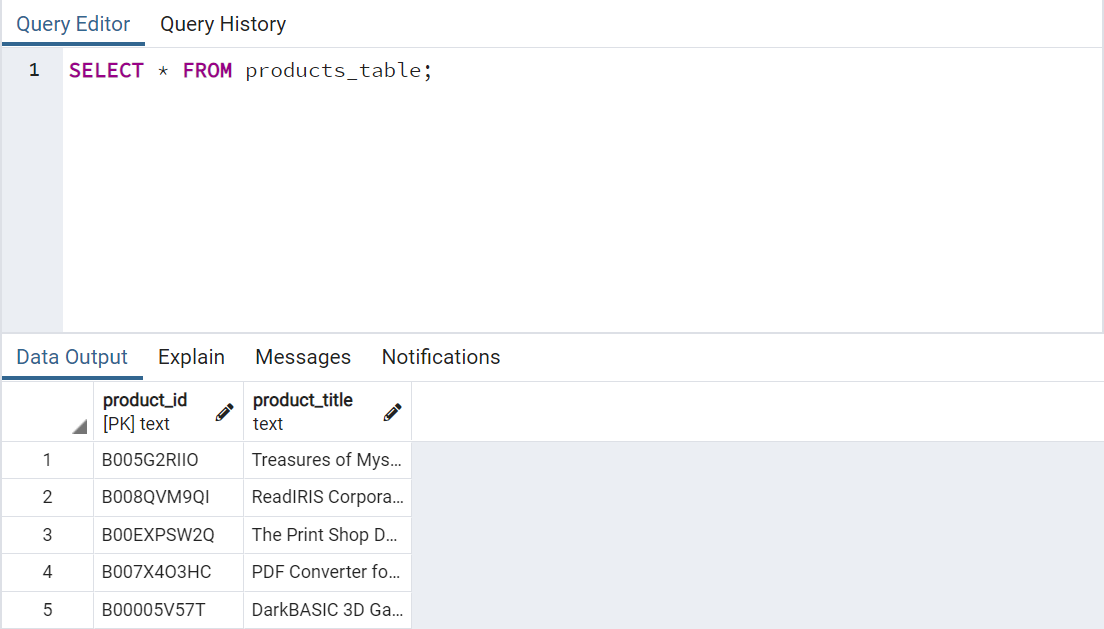 Query Editor Query History
1 SELECT * FROM products_table;
Data Output Explain Messages Notifications
product_id product_title
[PK] text text
1 B005G2RIIO Treasures of Mys...
2 B008QVM9QI ReadIRIS Corpora...
3 B00EXPSW2Q The Print Shop D...
4 B007X4O3HC PDF Converter fo...
5 B00005V57T DarkBASIC 3D Ga...